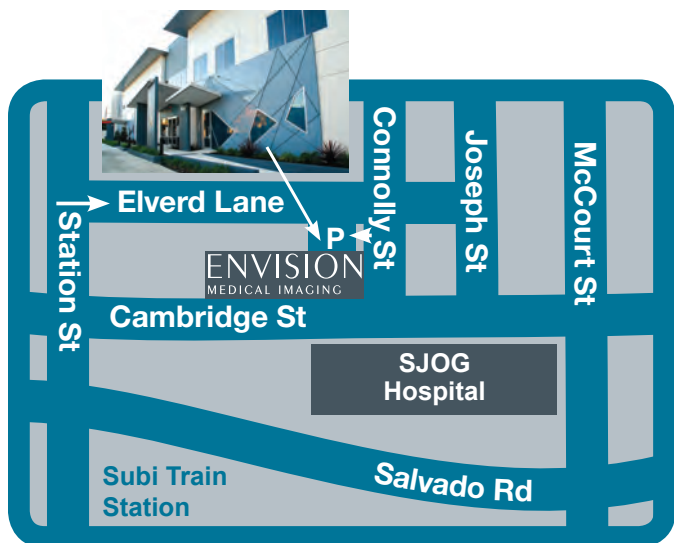 Connolly St
Joseph St
McCourt St
Elverd Lane
Station St
P
ENVISION
MEDICAL IMAGING
Cambridge St
SJOG
Hospital
Salvado Rd
Subi Train
Station